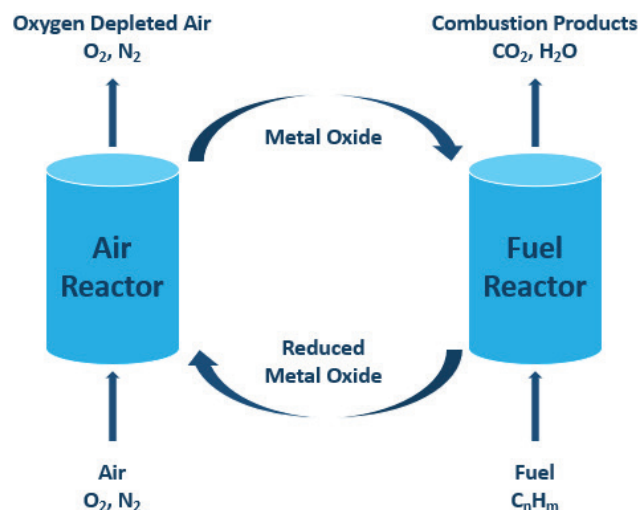 Oxygen Depleted Air
O₂, N₂
Combustion Products
CO₂, H₂O
Metal Oxide
Air
Reactor
Fuel
Reactor
Reduced
Metal Oxide
Air
O₂, N₂
Fuel
CₙHₘ